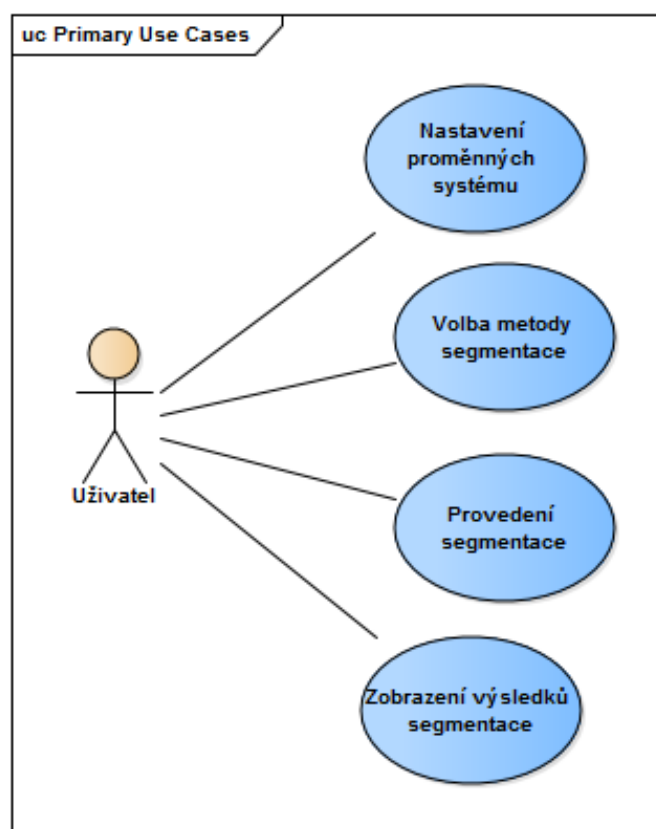 uc Primary Use Cases
Nastavení
proměnných
systému
Volba metody
segmentace
Uživatel
Provedení
segmentace
Zobrazení výsledků
segmentace